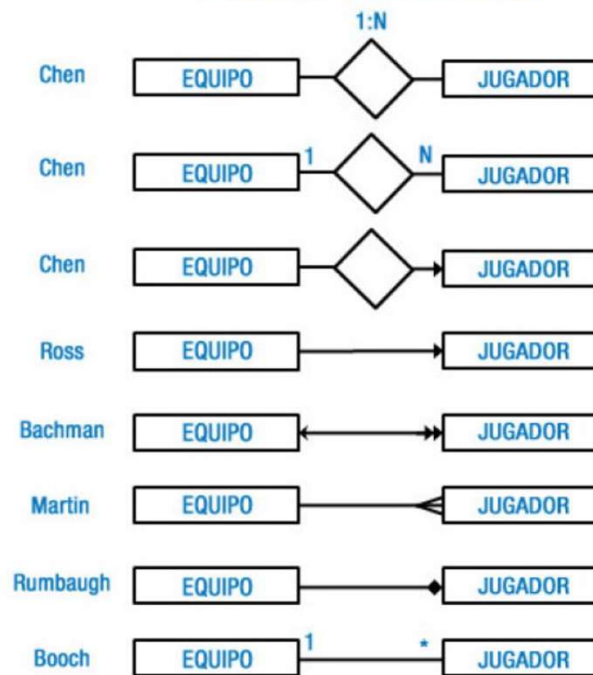 1:N
Chen EQUIPO JUGADOR
Chen EQUIPO 1 N JUGADOR
Chen EQUIPO JUGADOR
Ross EQUIPO JUGADOR
Bachman EQUIPO JUGADOR
Martin EQUIPO JUGADOR
Rumbaugh EQUIPO JUGADOR
Booch EQUIPO 1 * JUGADOR